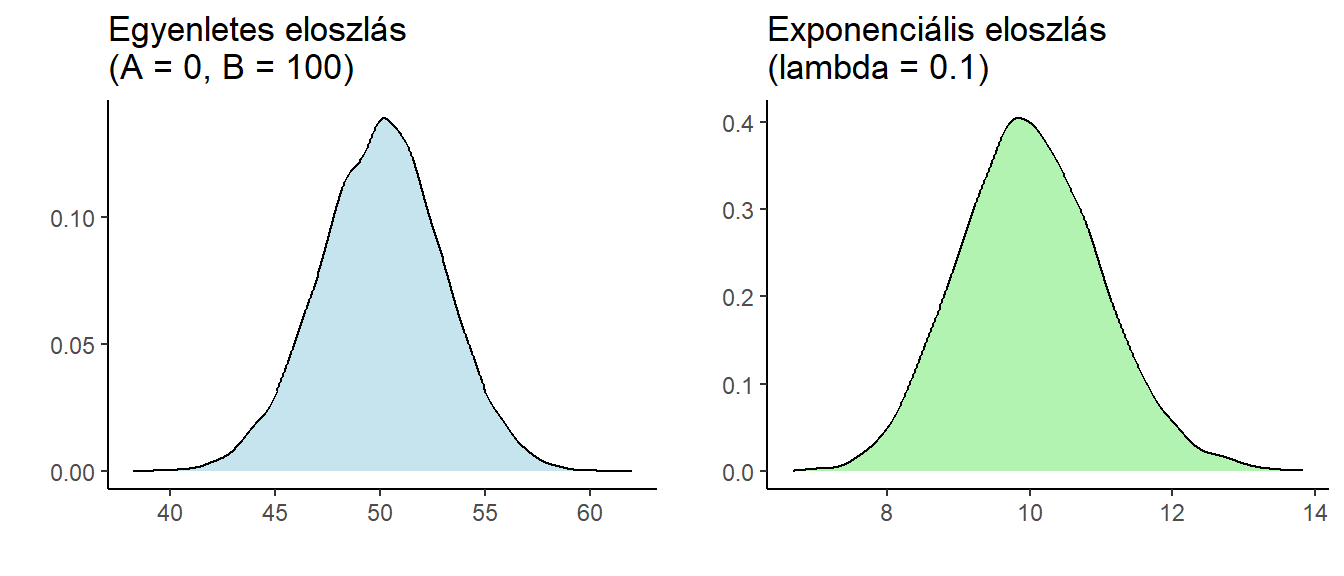 Egyenletes eloszlás
(A = 0, B = 100)
0.10
0.05
0.00
40 45 50 55 60
Exponenciális eloszlás
(lambda = 0.1)
0.4
0.3
0.2
0.1
0.0
8 10 12 14